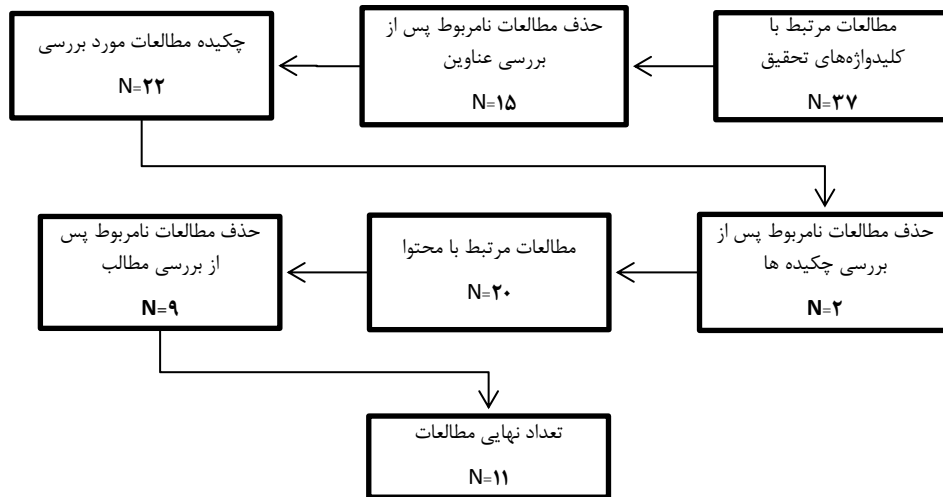 مطالعات مرتبط با
کلیدواژه‌های تحقیق
N=۳۷
حذف مطالعات نامربوط پس از
بررسی عناوین
N=۱۵
چکیده مطالعات مورد بررسی
N=۲۲
حذف مطالعات نامربوط پس از
بررسی چکیده ها
N=۲
مطالعات مرتبط با محتوا
N=۲۰
حذف مطالعات نامربوط پس
از بررسی مطالب
N=۹
تعداد نهایی مطالعات
N=۱۱